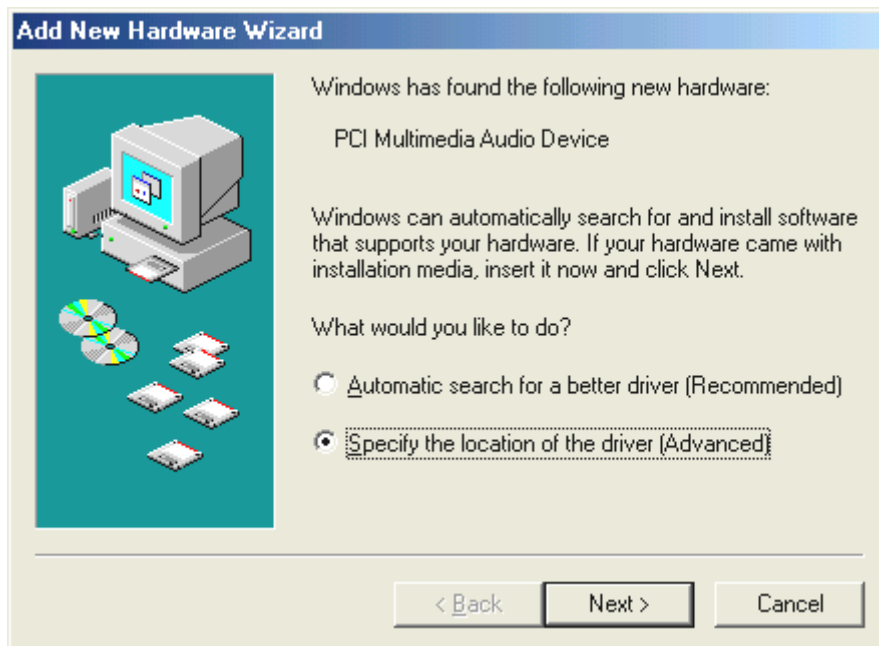 Add New Hardware Wizard
Windows has found the following new hardware:
PCI Multimedia Audio Device
Windows can automatically search for and install software
that supports your hardware. If your hardware came with
installation media, insert it now and click Next.
What would you like to do?
Automatic search for a better driver (Recommended)
Specify the location of the driver (Advanced)
< Back Next > Cancel